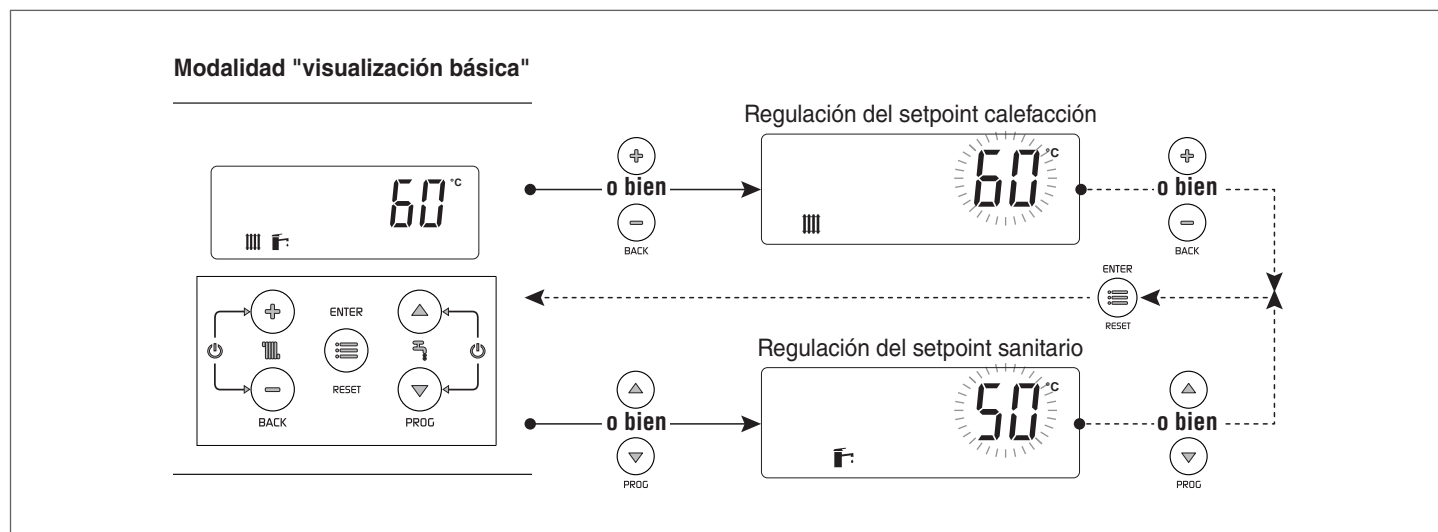 Modalidad "visualización básica"
60 °C
ENTER
RESET
BACK
PROG
o bien
BACK
Regulación del setpoint calefacción
60 °C
o bien
BACK
ENTER
RESET
o bien
PROG
Regulación del setpoint sanitario
50 °C
o bien
PROG